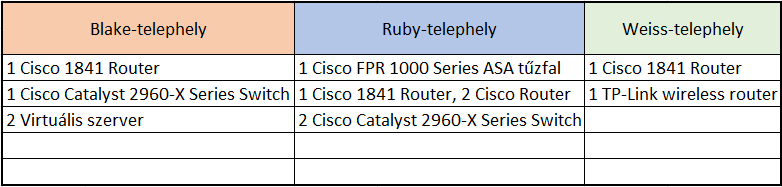 Blake-telephely Ruby-telephely Weiss-telephely
1 Cisco 1841 Router 1 Cisco FPR 1000 Series ASA tűzfal 1 Cisco 1841 Router
1 Cisco Catalyst 2960-X Series Switch 1 Cisco 1841 Router, 2 Cisco Router 1 TP-Link wireless router
2 Virtuális szerver 2 Cisco Catalyst 2960-X Series Switch